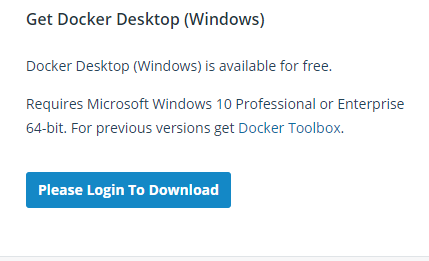 Get Docker Desktop (Windows)
Docker Desktop (Windows) is available for free.
Requires Microsoft Windows 10 Professional or Enterprise
64-bit. For previous versions get Docker Toolbox.
Please Login To Download